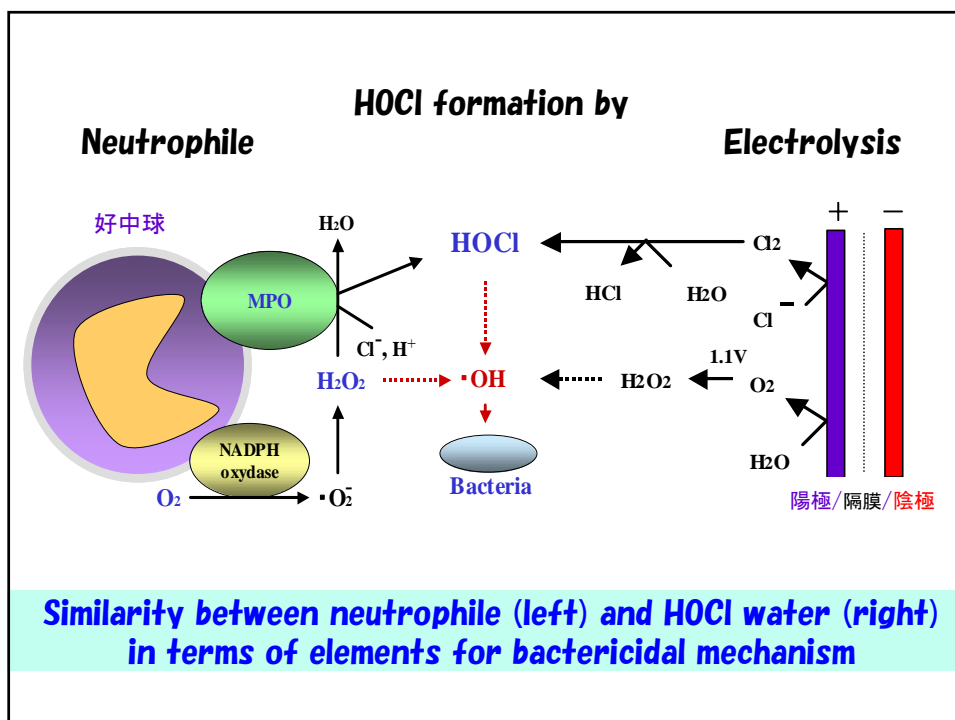 HOCl formation by
Neutrophile
Electrolysis
好中球
MPO
H₂O
Cl⁻, H⁺
H₂O₂
NADPH
oxydase
O₂
·O₂⁻
HOCl
·OH
Bacteria
HCl
H2O
Cl2
Cl⁻
1.1V
H2O2
O2
H2O
+
−
陽極/隔膜/陰極
Similarity between neutrophile (left) and HOCl water (right)
in terms of elements for bactericidal mechanism